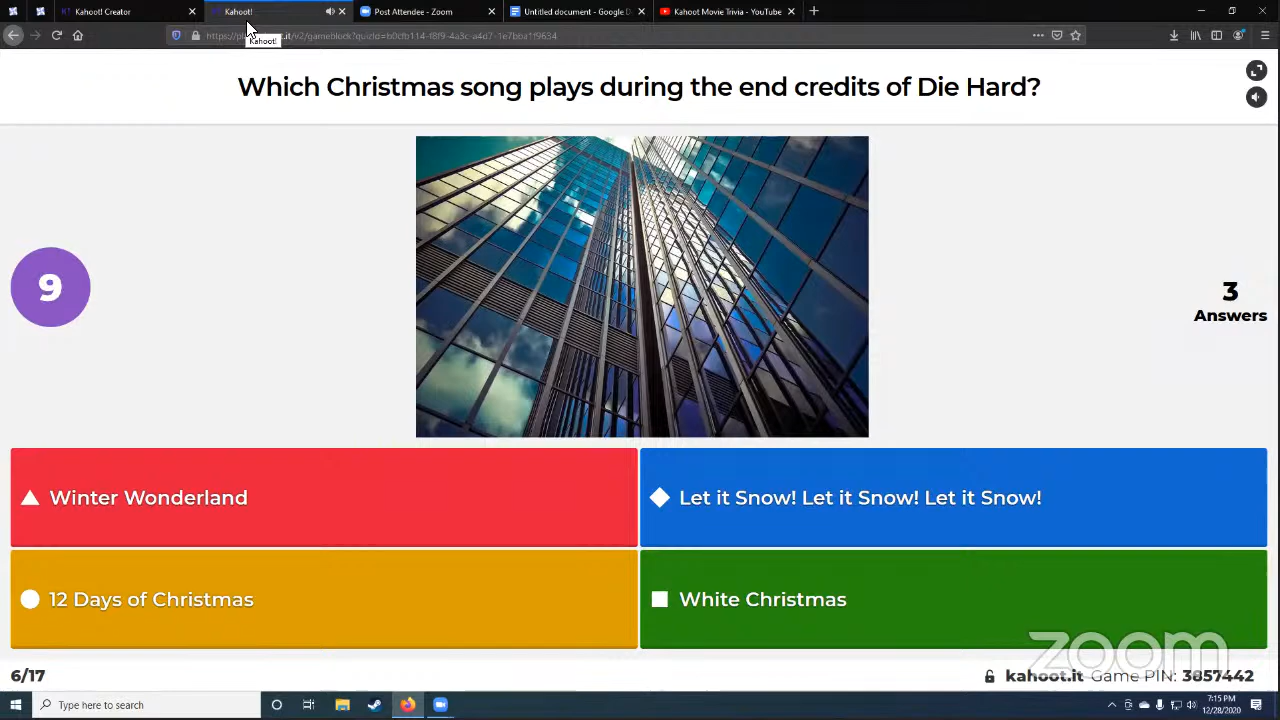 Kahoot! Creator
Kahoot!
Post Attendee - Zoom
Untitled document - Google D
Kahoot Movie Trivia - YouTube
Kahoot!
Which Christmas song plays during the end credits of Die Hard?
9
3
Answers
Winter Wonderland
Let it Snow! Let it Snow! Let it Snow!
12 Days of Christmas
White Christmas
zoom
6/17
kahoot.it Game PIN: 3857442
Type here to search
7:15 PM
12/28/2020